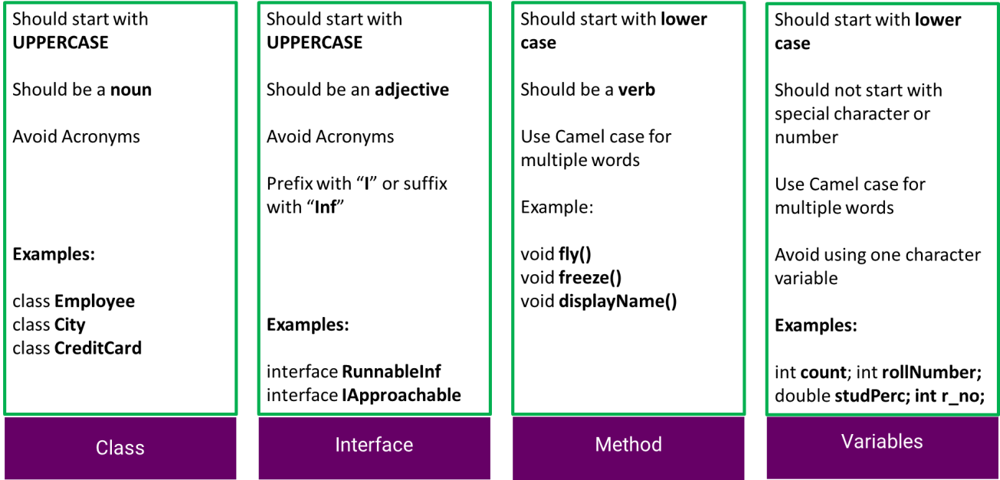 Should start with
UPPERCASE
Should be a noun
Avoid Acronyms
Examples:
class Employee
class City
class CreditCard
Class
Should start with
UPPERCASE
Should be an adjective
Avoid Acronyms
Prefix with “I” or suffix
with “Inf”
Examples:
interface RunnableInf
interface IApproachable
Interface
Should start with lower
case
Should be a verb
Use Camel case for
multiple words
Example:
void fly()
void freeze()
void displayName()
Method
Should start with lower
case
Should not start with
special character or
number
Use Camel case for
multiple words
Avoid using one character
variable
Examples:
int count; int rollNumber;
double studPerc; int r_no;
Variables